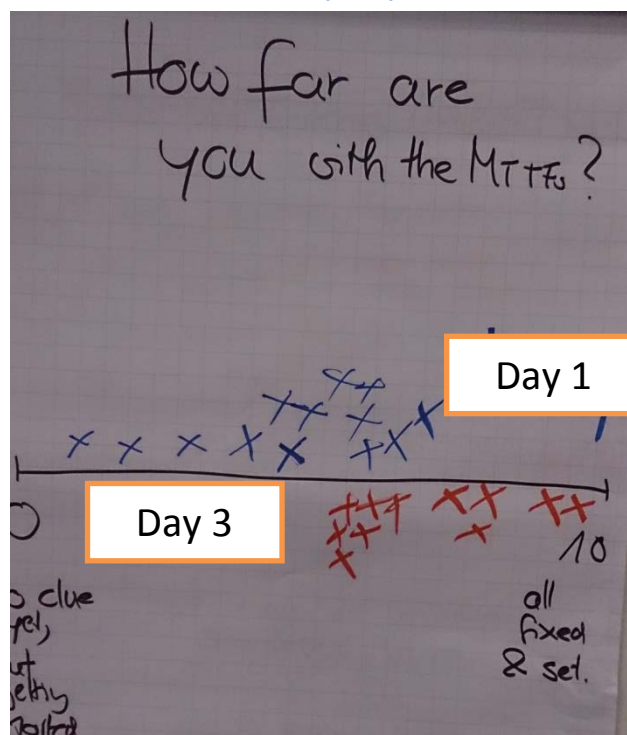 How far are
you with the MTTFs?
Day 1
Day 3
0
10
clue
all
fixed
& set.